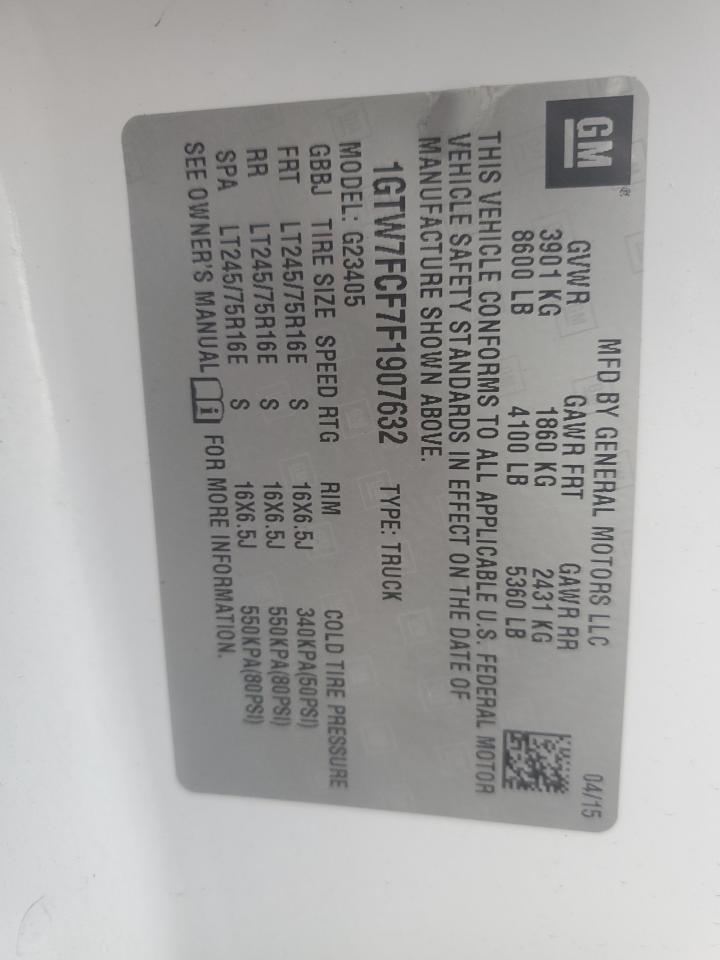 GM
MFD BY GENERAL MOTORS LLC 04/15
GVWR GAWR FRT GAWR RR
3901 KG 1860 KG 2431 KG
8600 LB 4100 LB 5360 LB
THIS VEHICLE CONFORMS TO ALL APPLICABLE U.S. FEDERAL MOTOR
VEHICLE SAFETY STANDARDS IN EFFECT ON THE DATE OF
MANUFACTURE SHOWN ABOVE.
1GTW7FCF7F1907632 TYPE: TRUCK
MODEL: G23405
GBBJ TIRE SIZE SPEED RTG RIM COLD TIRE PRESSURE
FRT LT245/75R16E S 16X6.5J 340KPA(50PSI)
RR LT245/75R16E S 16X6.5J 550KPA(80PSI)
SPA LT245/75R16E S 16X6.5J 550KPA(80PSI)
SEE OWNER'S MANUAL FOR MORE INFORMATION.